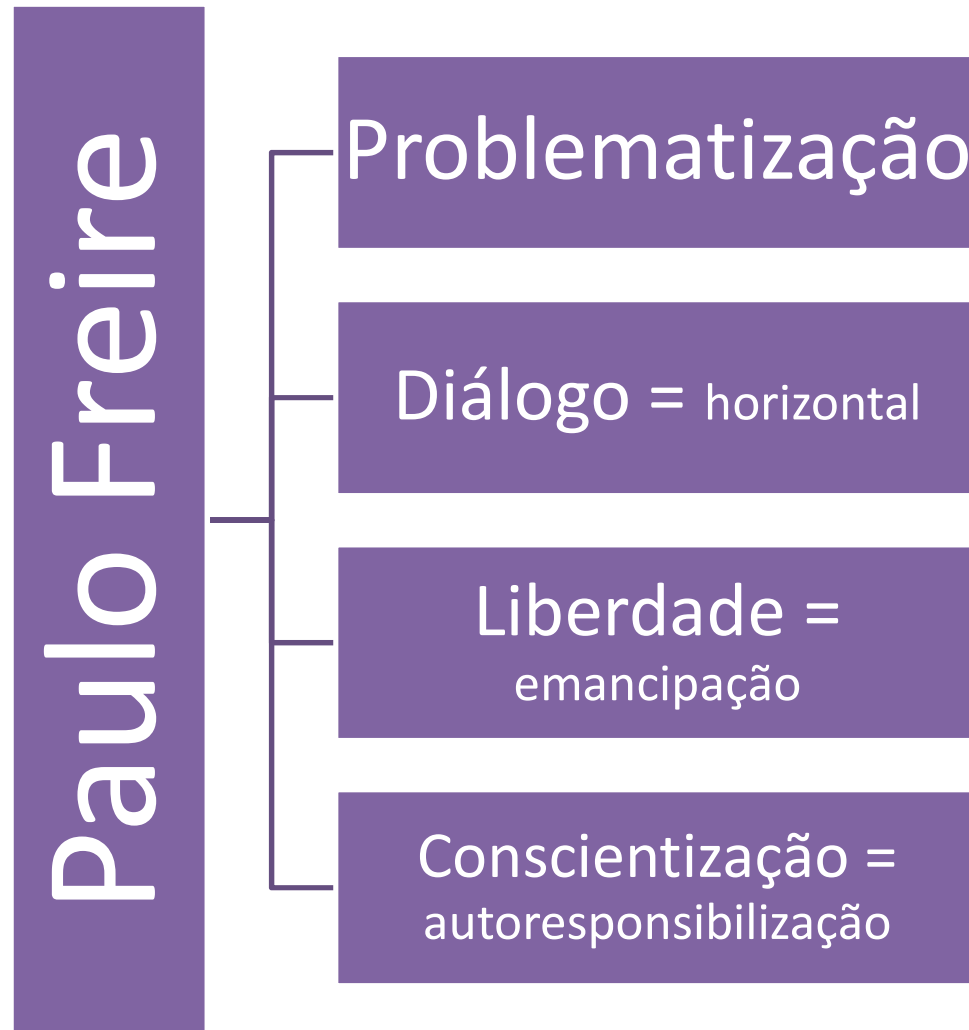 Paulo Freire
Problematização
Diálogo = horizontal
Liberdade =
emancipação
Conscientização =
autoresponsibilização